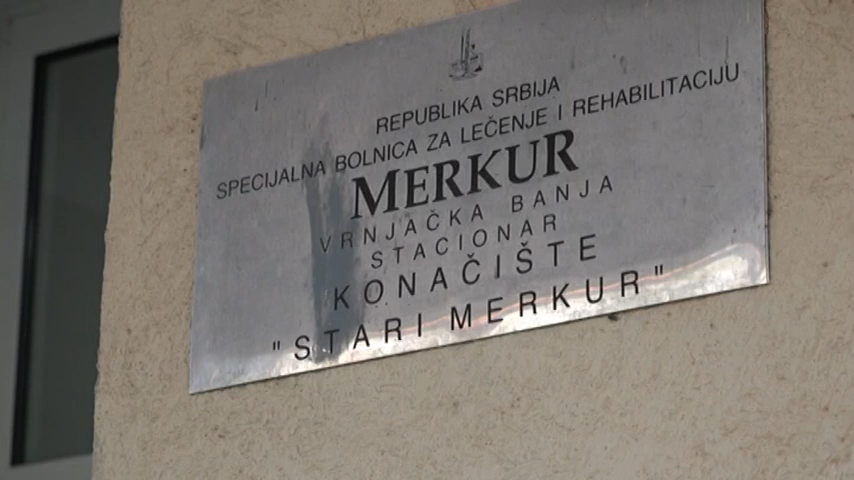 REPUBLIKA SRBIJA
SPECIJALNA BOLNICA ZA LEČENJE I REHABILITACIJU
MERKUR
VRNJAČKA BANJA
STACIONAR
KONAČIŠTE
"STARI MERKUR"